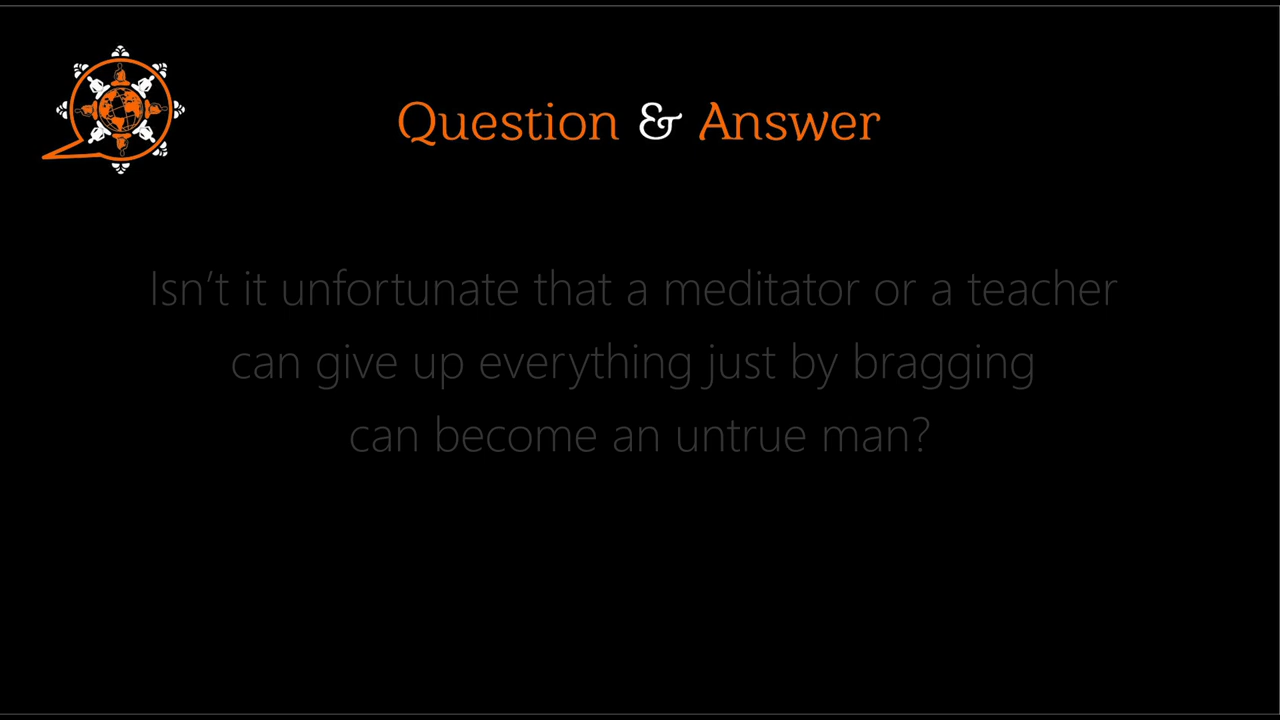 Question & Answer
Isn’t it unfortunate that a meditator or a teacher
can give up everything just by bragging
can become an untrue man?